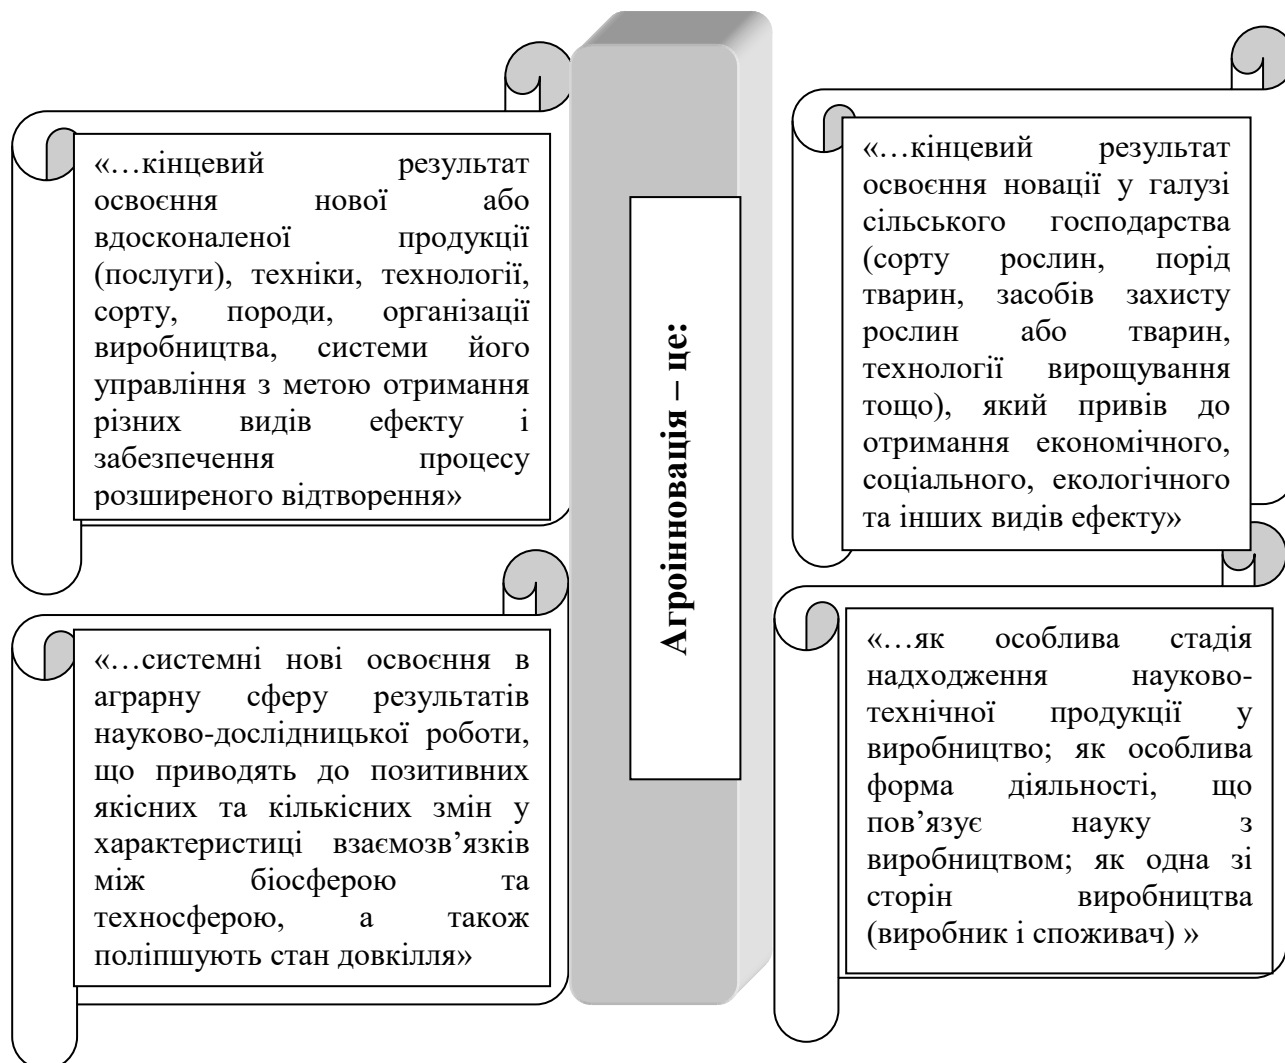 Агроінновація – це:
«…кінцевий результат
освоєння нової або
вдосконаленої продукції
(послуги), техніки, технології,
сорту, породи, організації
виробництва, системи його
управління з метою отримання
різних видів ефекту і
забезпечення процесу
розширеного відтворення»
«…кінцевий результат
освоєння новації у галузі
сільського господарства
(сорту рослин, порід
тварин, засобів захисту
рослин або тварин,
технології вирощування
тощо), який привів до
отримання економічного,
соціального, екологічного
та інших видів ефекту»
«…системні нові освоєння в
аграрну сферу результатів
науково-дослідницької роботи,
що приводять до позитивних
якісних та кількісних змін у
характеристиці взаємозв’язків
між біосферою та
техносферою, а також
поліпшують стан довкілля»
«…як особлива стадія
надходження науково-
технічної продукції у
виробництво; як особлива
форма діяльності, що
пов’язує науку з
виробництвом; як одна зі
сторін виробництва
(виробник і споживач) »